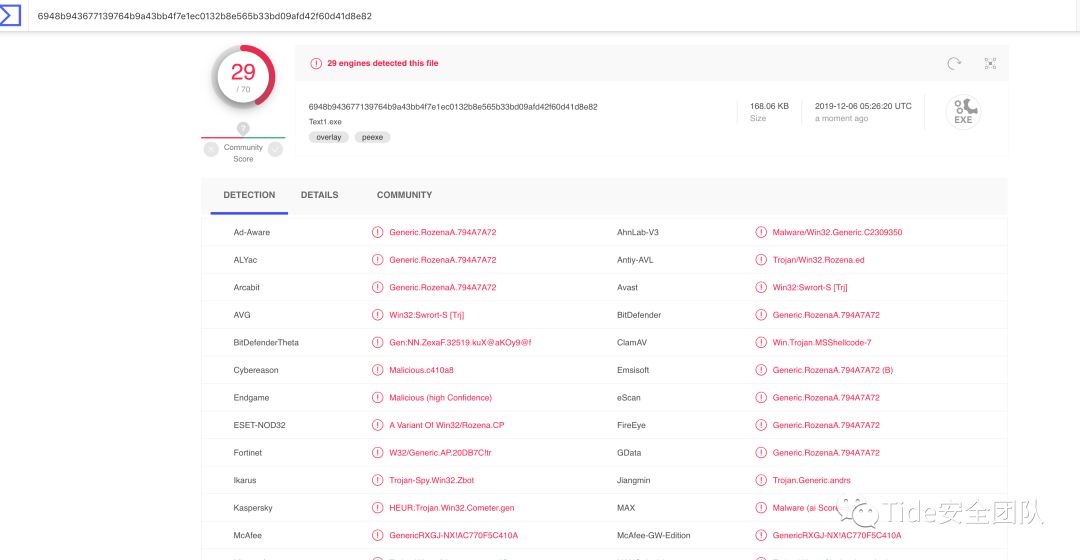 6948b943677139764b9a43bb4f7e1ec0132b8e565b33bd09afd42f60d41d8e82
29
/ 70
29 engines detected this file
6948b943677139764b9a43bb4f7e1ec0132b8e565b33bd09afd42f60d41d8e82
Text1.exe
overlay peexe
168.06 KB
Size
2019-12-06 05:26:20 UTC
a moment ago
EXE
?
Community
Score
DETECTION DETAILS COMMUNITY
Ad-Aware Generic.RozenaA.794A7A72 AhnLab-V3 Malware/Win32.Generic.C2309350
ALYac Generic.RozenaA.794A7A72 Antiy-AVL Trojan/Win32.Rozena.ed
Arcabit Generic.RozenaA.794A7A72 Avast Win32:Swrort-S [Trj]
AVG Win32:Swrort-S [Trj] BitDefender Generic.RozenaA.794A7A72
BitDefenderTheta Gen:NN.ZexaF.32519.kuX@aKOy9@f ClamAV Win.Trojan.MSShellcode-7
Cybereason Malicious.c410a8 Emsisoft Generic.RozenaA.794A7A72 (B)
Endgame Malicious (high Confidence) eScan Generic.RozenaA.794A7A72
ESET-NOD32 A Variant Of Win32/Rozena.CP FireEye Generic.RozenaA.794A7A72
Fortinet W32/Generic.AP.20DB7C!tr GData Generic.RozenaA.794A7A72
Ikarus Trojan-Spy.Win32.Zbot Jiangmin Trojan.Generic.andrs
Kaspersky HEUR:Trojan.Win32.Cometer.gen MAX Malware (ai
McAfee GenericRXGJ-NX!AC770F5C410A McAfee-GW-Edition GenericRXGJ-NX!AC770F5C410A
Tide安全团队